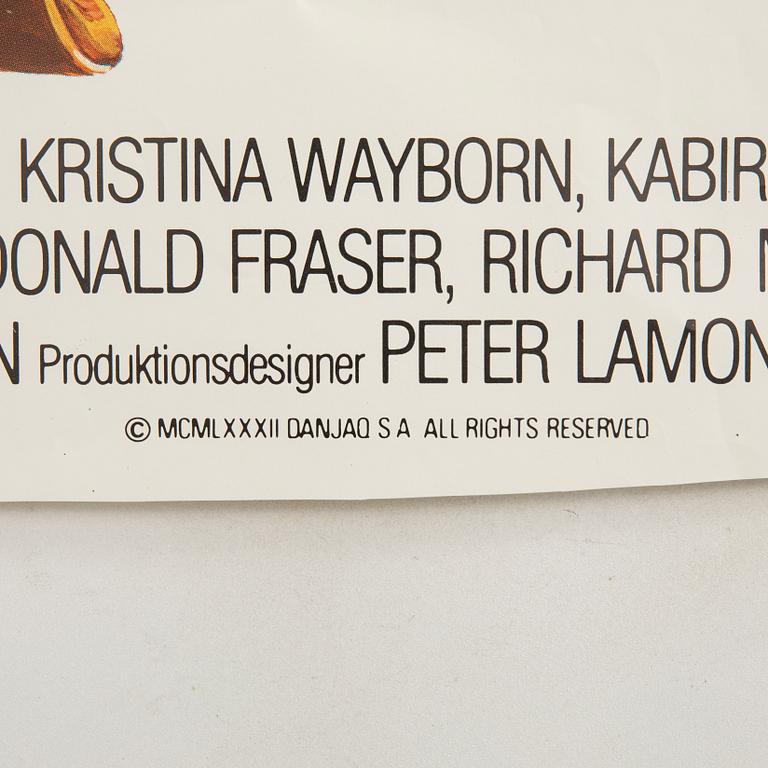 KRISTINA WAYBORN, KABIR
DONALD FRASER, RICHARD
N Produktionsdesigner PETER LAMON
© MCMLXXXII DANJAQ S A ALL RIGHTS RESERVED